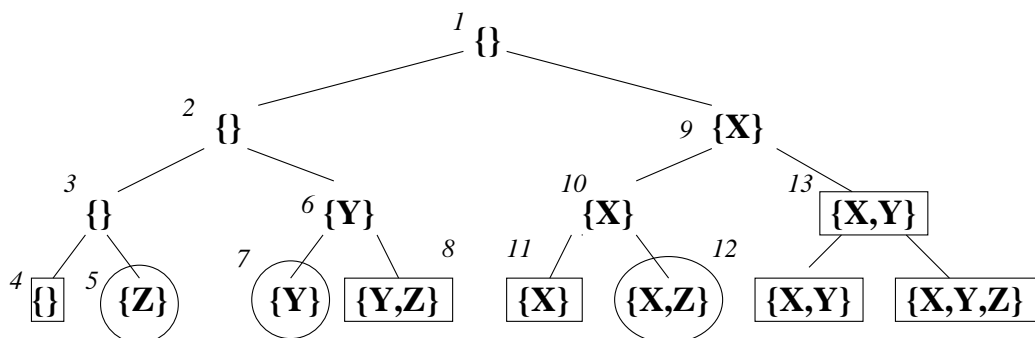 1 {}
2 {} 9 {X}
3 {} 6 {Y} 10 {X} 13 {X,Y}
4 {} 5 {Z} 7 {Y} 8 {Y,Z} 11 {X} 12 {X,Z} {X,Y} {X,Y,Z}